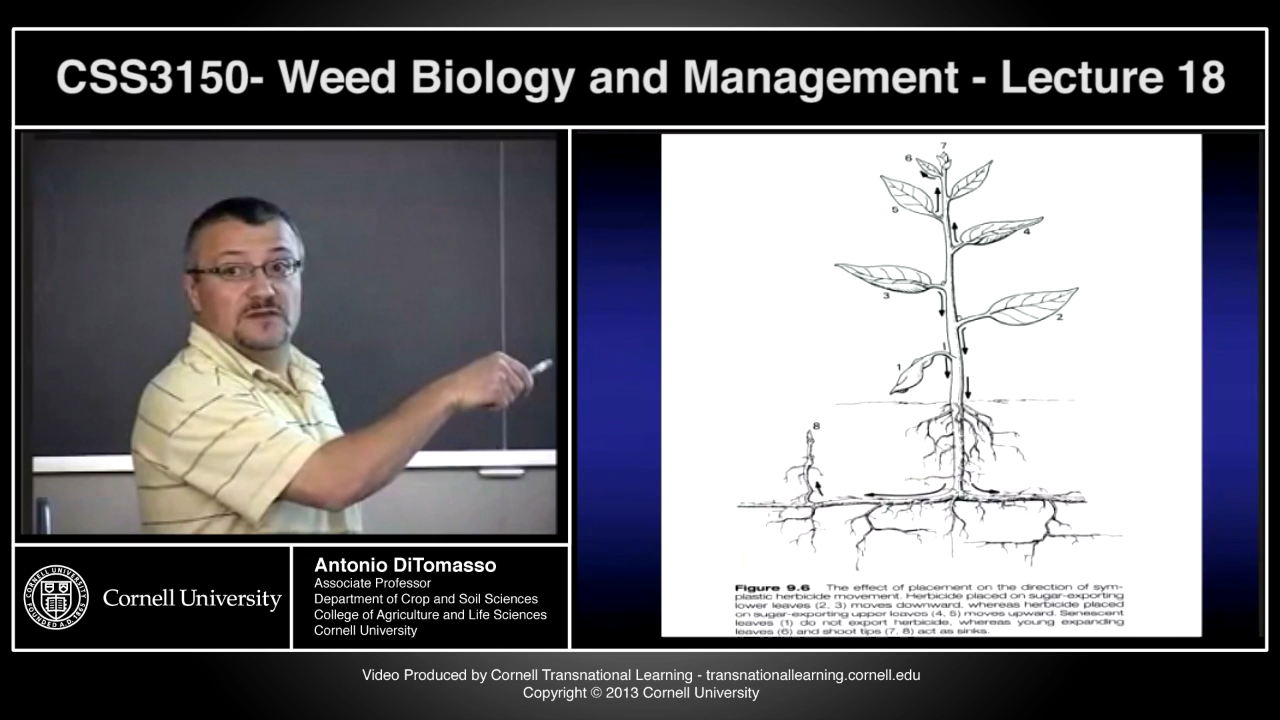 CSS3150- Weed Biology and Management - Lecture 18
7
6
5
4
3
2
1
8
Figure 9.6 The effect of placement on the direction of sym-
plastic herbicide movement. Herbicide placed on sugar-exporting
lower leaves (2, 3) moves downward, whereas herbicide placed
on sugar-exporting upper leaves (4, 5) moves upward. Senescent
leaves (1) do not export herbicide, whereas young expanding
leaves (6) and shoot tips (7, 8) act as sinks.
CORNELL UNIVERSITY
FOUNDED A.D. 1865
Cornell University
Antonio DiTomasso
Associate Professor
Department of Crop and Soil Sciences
College of Agriculture and Life Sciences
Cornell University
Video Produced by Cornell Transnational Learning - transnationallearning.cornell.edu
Copyright © 2013 Cornell University